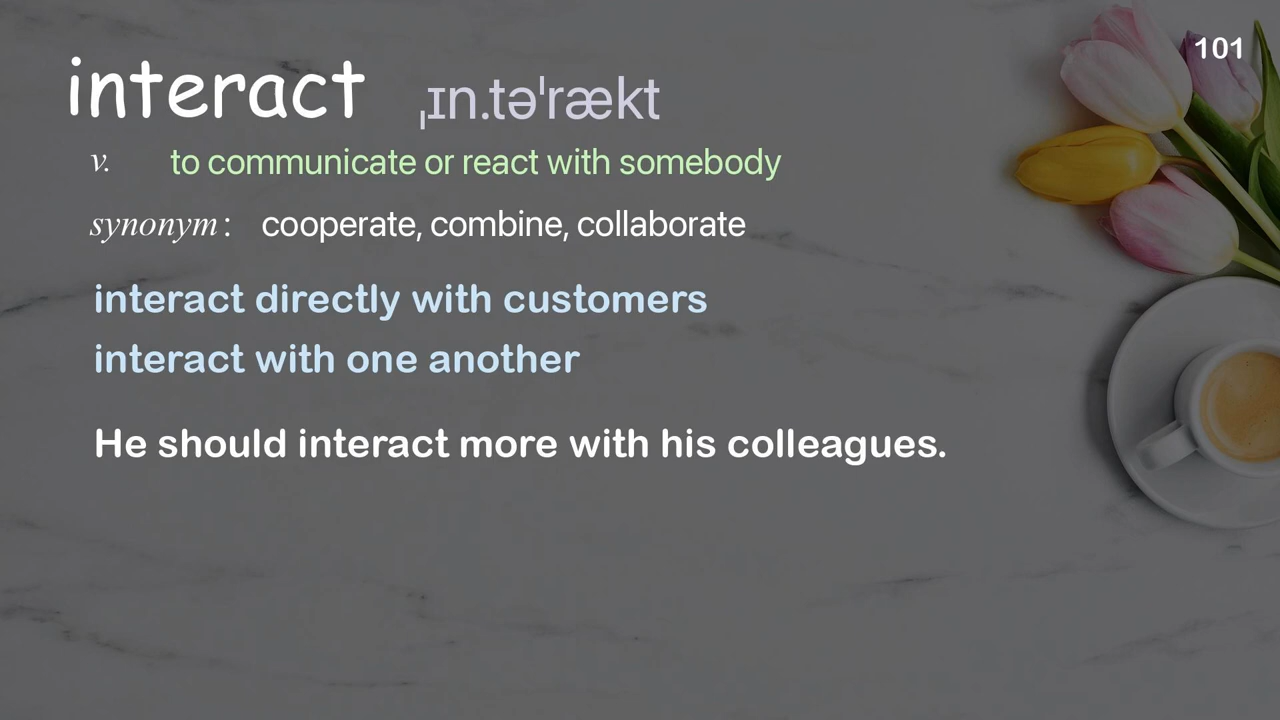 101
interact ˌɪn.təˈrækt
v. to communicate or react with somebody
synonym: cooperate, combine, collaborate
interact directly with customers
interact with one another
He should interact more with his colleagues.